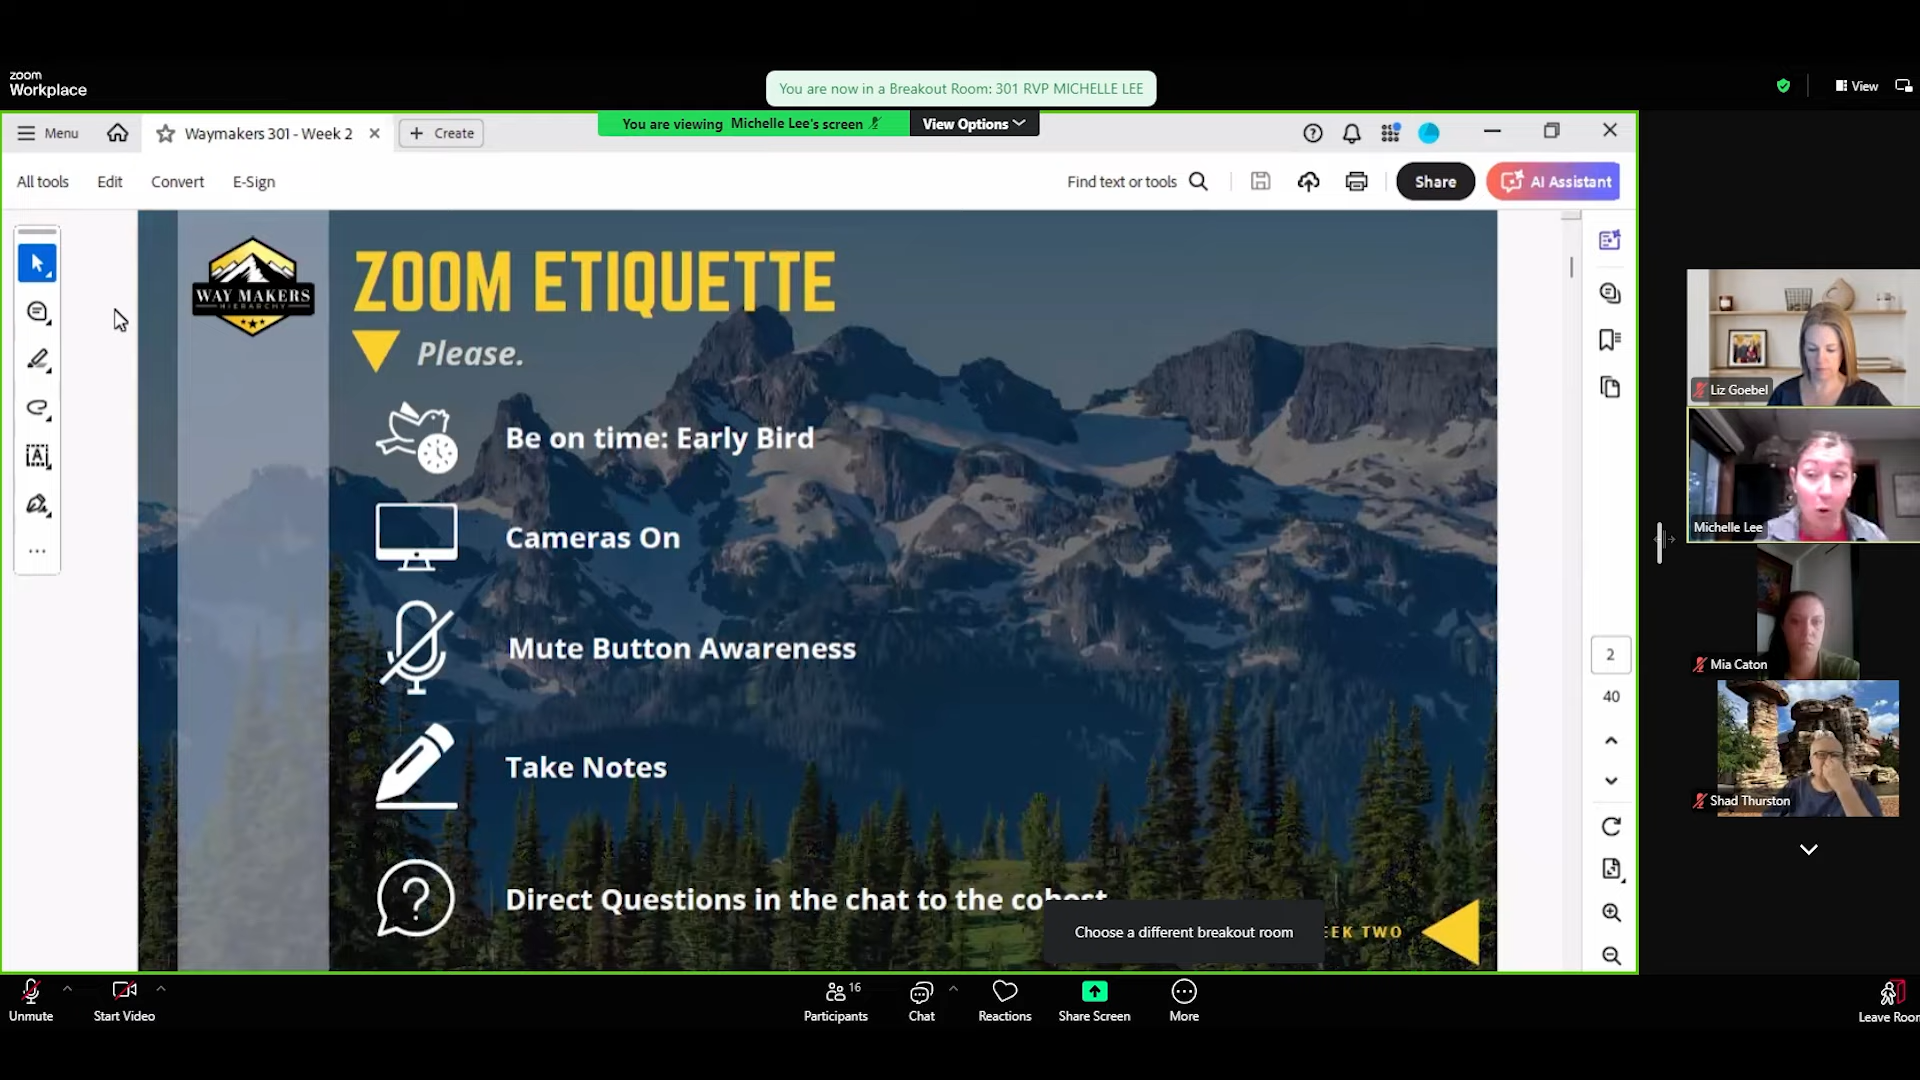 zoom
Workplace
You are now in a Breakout Room: 301 RVP MICHELLE LEE
View
Menu
Waymakers 301 - Week 2
Create
You are viewing Michelle Lee's screen
View Options
All tools
Edit
Convert
E-Sign
Find text or tools
Share
AI Assistant
WAY MAKERS
HIERARCHY
ZOOM ETIQUETTE
Please.
Be on time: Early Bird
Cameras On
Mute Button Awareness
Take Notes
Direct Questions in the chat to the cohost
Choose a different breakout room
EEK TWO
2
40
Liz Goebel
Michelle Lee
Mia Caton
Shad Thurston
Unmute
Start Video
16
Participants
Chat
Reactions
Share Screen
More
Leave Room